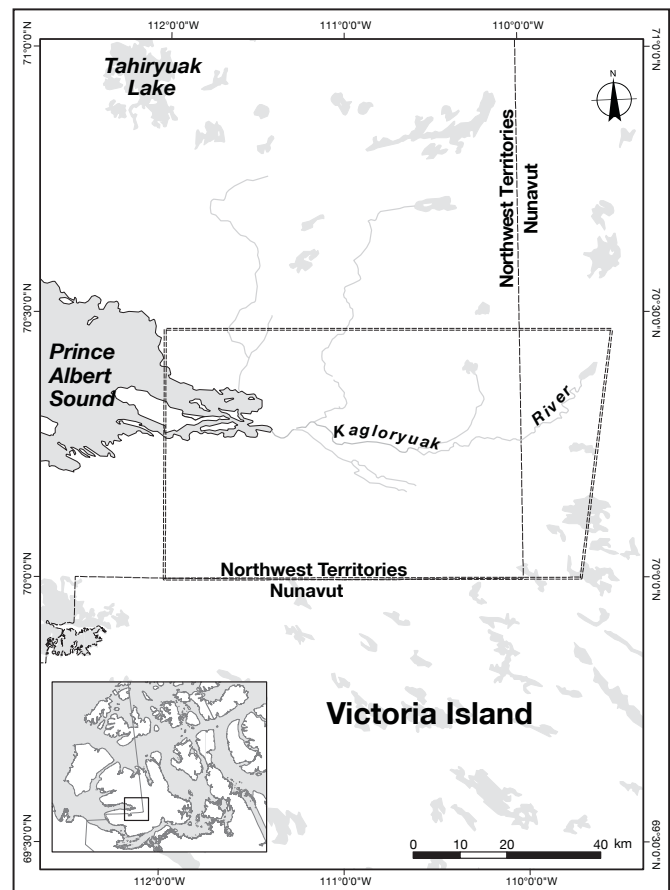 112°0'0"W 111°0'0"W 110°0'0"W
71°0'0"N
71°0'0"N
Tahiryuak
Lake
N
Northwest Territories
Nunavut
70°30'0"N
70°30'0"N
Prince
Albert
Sound
Kagloryuak River
70°0'0"N
70°0'0"N
Northwest Territories
Nunavut
Victoria Island
0 10 20 40 km
69°30'0"N
69°30'0"N
112°0'0"W 111°0'0"W 110°0'0"W